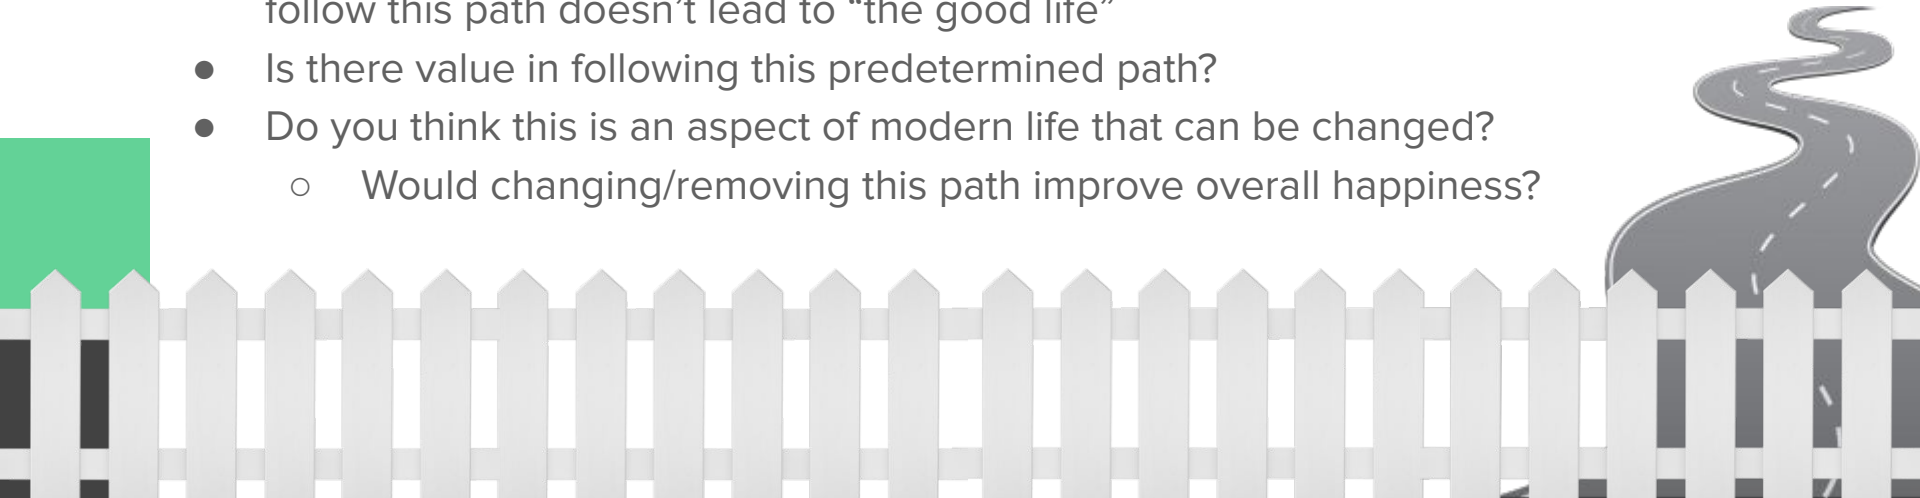 follow this path doesn't lead to “the good life”
● Is there value in following this predetermined path?
● Do you think this is an aspect of modern life that can be changed?
○ Would changing/removing this path improve overall happiness?